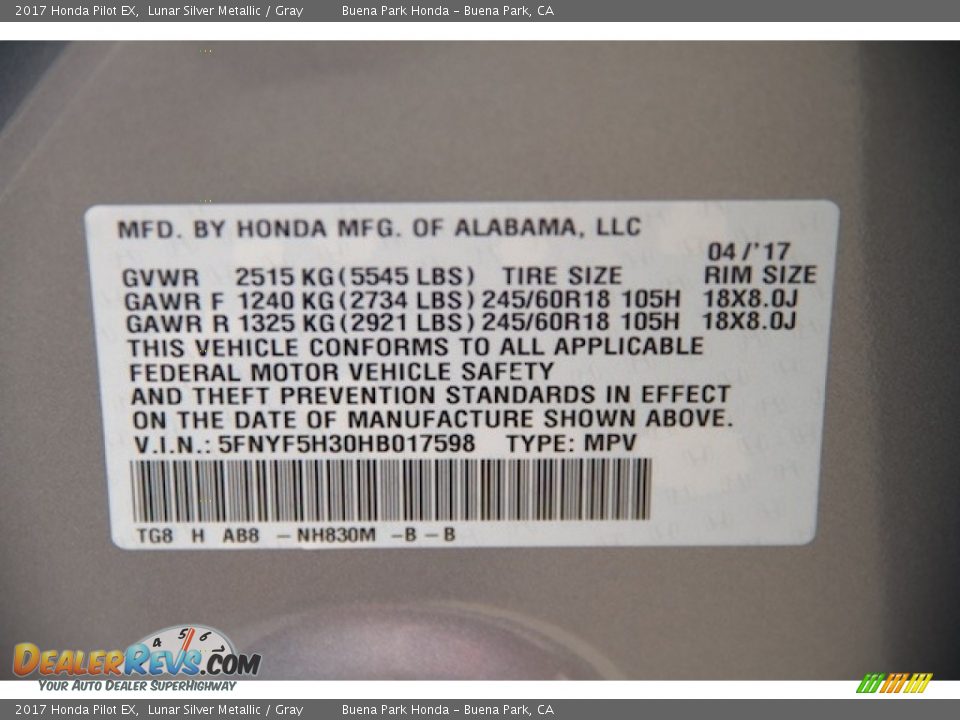 2017 Honda Pilot EX, Lunar Silver Metallic / Gray Buena Park Honda - Buena Park, CA
MFD. BY HONDA MFG. OF ALABAMA, LLC
04/'17
GVWR 2515 KG (5545 LBS) TIRE SIZE RIM SIZE
GAWR F 1240 KG (2734 LBS) 245/60R18 105H 18X8.0J
GAWR R 1325 KG (2921 LBS) 245/60R18 105H 18X8.0J
THIS VEHICLE CONFORMS TO ALL APPLICABLE
FEDERAL MOTOR VEHICLE SAFETY
AND THEFT PREVENTION STANDARDS IN EFFECT
ON THE DATE OF MANUFACTURE SHOWN ABOVE.
V.I.N.: 5FNYF5H30HB017598 TYPE: MPV
TG8 H AB8 - NH830M - B - B
4 5 6 7
DEALERREVS.COM
YOUR AUTO DEALER SUPERHIGHWAY
2017 Honda Pilot EX, Lunar Silver Metallic / Gray Buena Park Honda - Buena Park, CA